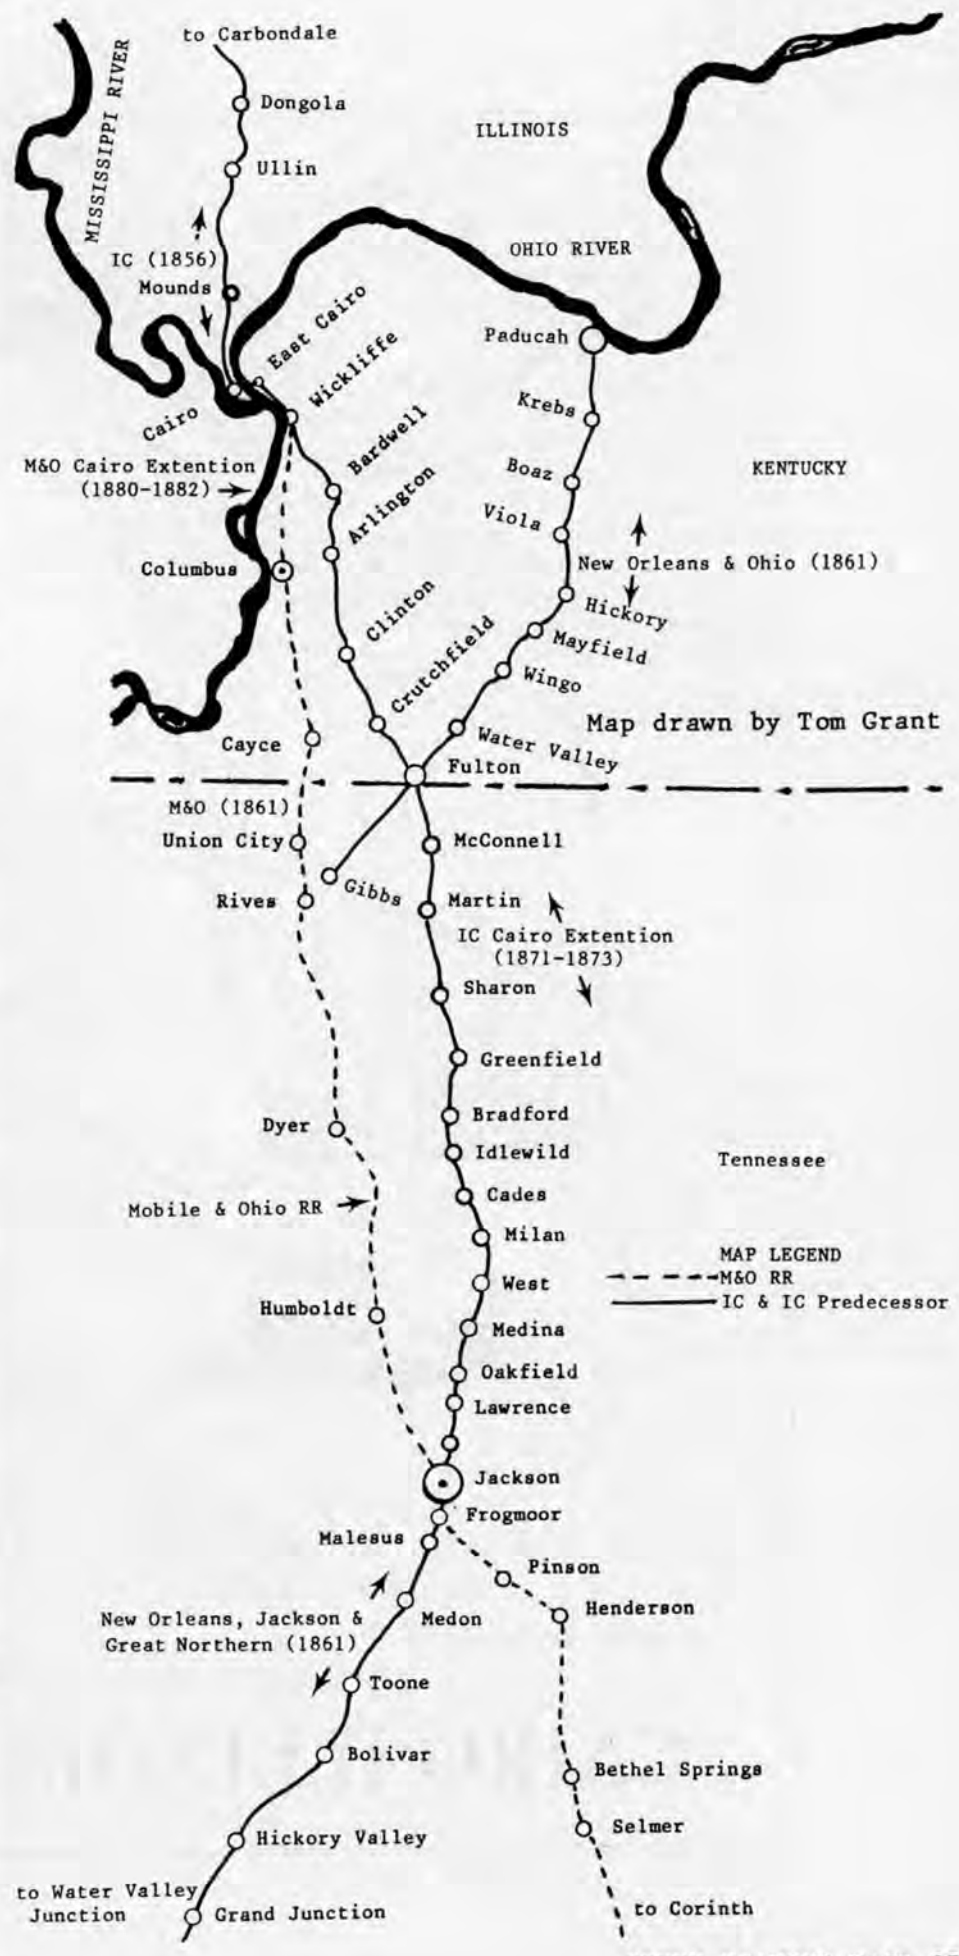 to Carbondale
MISSISSIPPI RIVER
Dongola
ILLINOIS
Ullin
OHIO RIVER
IC (1856)
Mounds
East Cairo
Wickliffe
Paducah
Cairo
Krebs
Bardwell
M&O Cairo Extention
(1880-1882)
Boaz
KENTUCKY
Arlington
Viola
Columbus
New Orleans & Ohio (1861)
Clinton
Hickory
Crutchfield
Mayfield
Wingo
Map drawn by Tom Grant
Cayce
Water Valley
Fulton
M&O (1861)
Union City
McConnell
Gibbs
Rives
Martin
IC Cairo Extention
(1871-1873)
Sharon
Greenfield
Bradford
Dyer
Idlewild
Tennessee
Cades
Mobile & Ohio RR
Milan
MAP LEGEND
M&O RR
West
IC & IC Predecessor
Humboldt
Medina
Oakfield
Lawrence
Jackson
Frogmoor
Malesus
Pinson
Henderson
New Orleans, Jackson &
Great Northern (1861)
Medon
Toone
Bolivar
Bethel Springs
Selmer
Hickory Valley
to Water Valley
Junction
Grand Junction
to Corinth